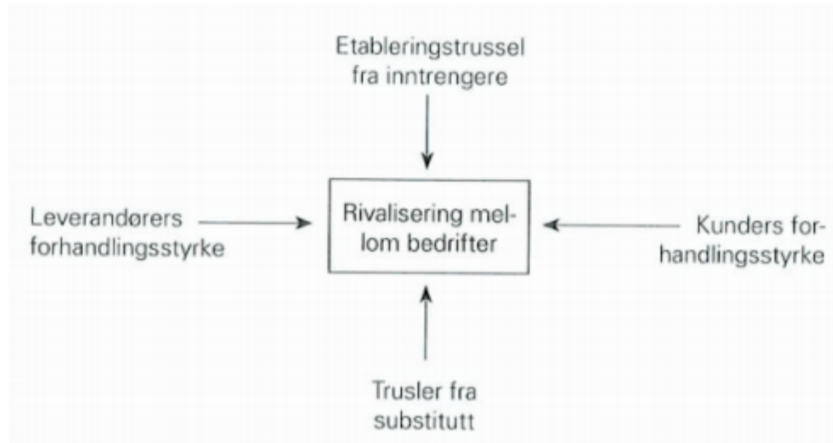 Etableringstrussel
fra inntrengere
Leverandørers
forhandlingsstyrke
Rivalisering mel-
lom bedrifter
Kunders for-
handlingsstyrke
Trusler fra
substitutt